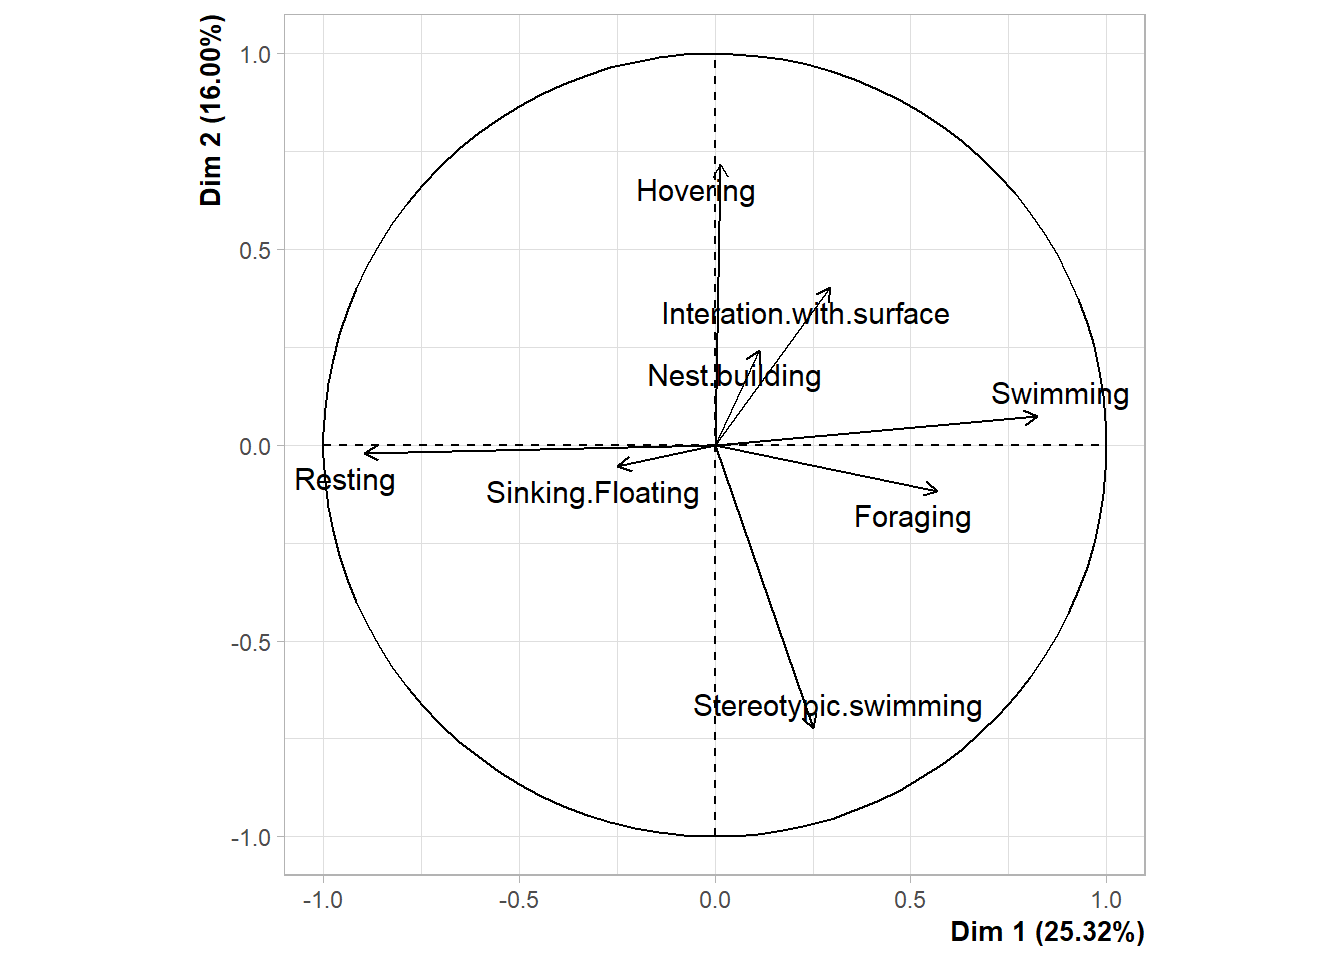 Dim 2 (16.00%)
1.0
0.5
0.0
-0.5
-1.0
Hovering
Interation.with.surface
Nest.building
Swimming
Resting
Sinking.Floating
Foraging
Stereotypic.swimming
-1.0
-0.5
0.0
0.5
1.0
Dim 1 (25.32%)